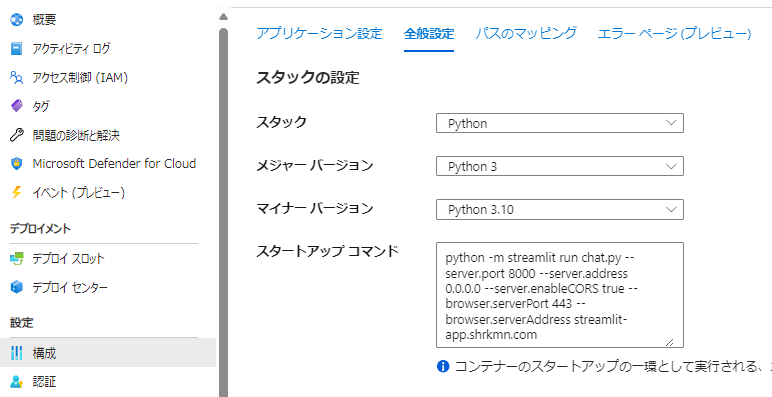 概要
アクティビティ ログ
アクセス制御 (IAM)
タグ
問題の診断と解決
Microsoft Defender for Cloud
イベント (プレビュー)
デプロイメント
デプロイ スロット
デプロイ センター
設定
構成
認証
アプリケーション設定 全般設定 パスのマッピング エラー ページ (プレビュー)
スタックの設定
スタック Python
メジャー バージョン Python 3
マイナー バージョン Python 3.10
スタートアップ コマンド
python -m streamlit run chat.py --
server.port 8000 --server.address
0.0.0.0 --server.enableCORS true --
browser.serverPort 443 --
browser.serverAddress streamlit-
app.shrkmn.com
コンテナーのスタートアップの一環として実行される、